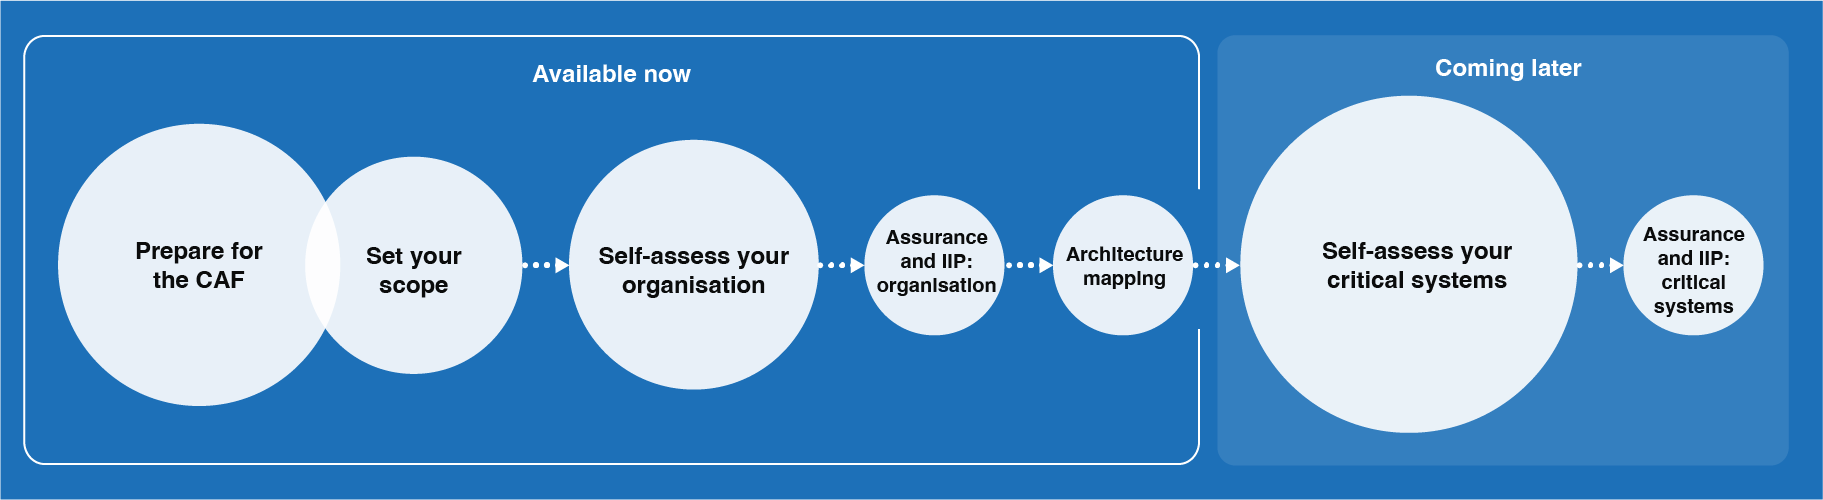 Available now
Coming later
Prepare for
the CAF
Set your
scope
Self-assess your
organisation
Assurance
and IIP:
organisation
Architecture
mapping
Self-assess your
critical systems
Assurance
and IIP:
critical
systems